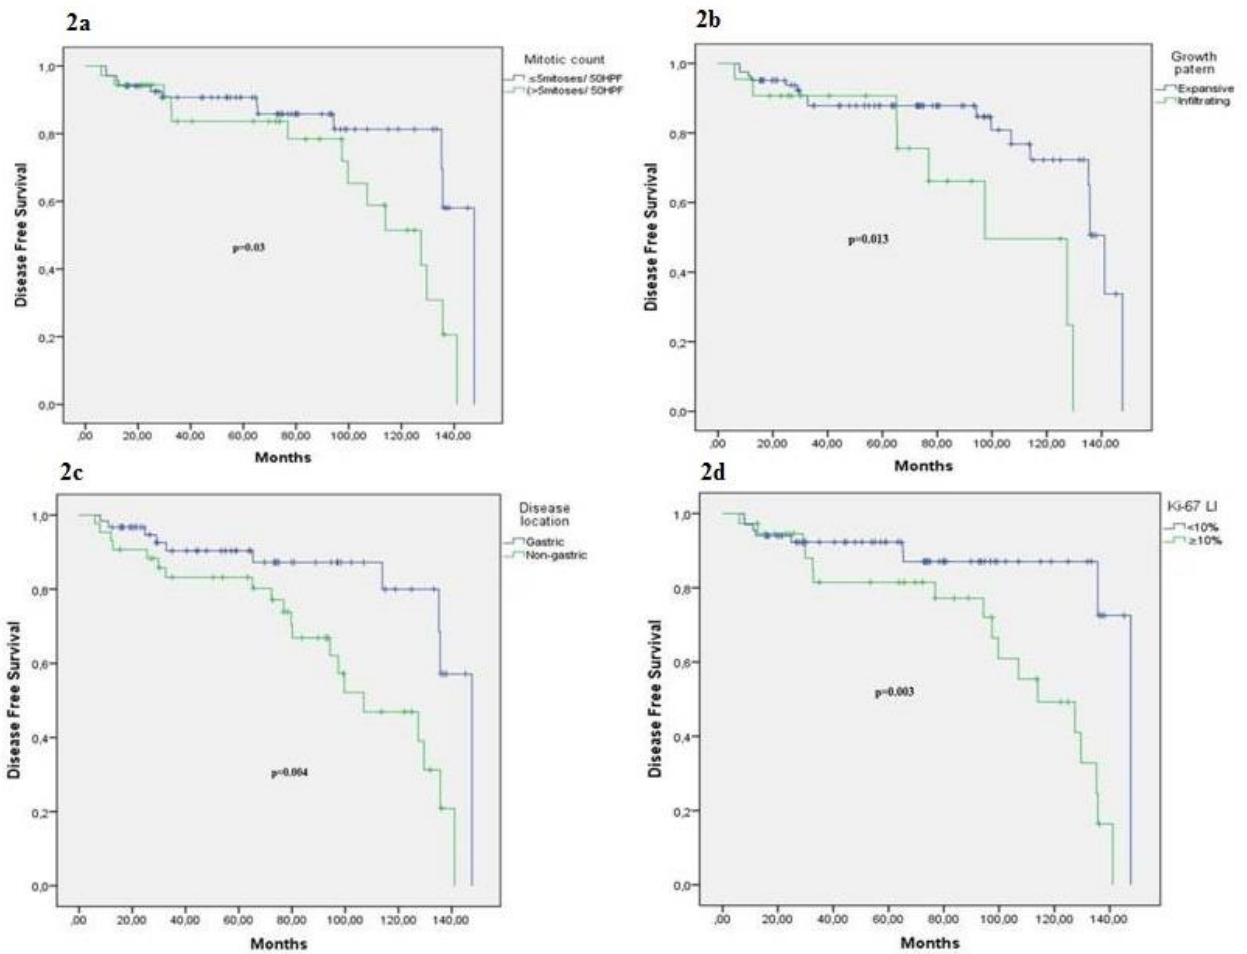 2a
Mitotic count
≤5mitoses/ 50HPF
(>5mitoses/ 50HPF
1,0
0,8
0,6
0,4
0,2
0,0
Disease Free Survival
p=0.03
,00 20,00 40,00 60,00 80,00 100,00 120,00 140,00
Months
2b
Growth
patern
Expansive
Infiltrating
1,0
0,8
0,6
0,4
0,2
0,0
Disease Free Survival
p=0.013
,00 20,00 40,00 60,00 80,00 100,00 120,00 140,00
Months
2c
Disease
location
Gastric
Non-gastric
1,0
0,8
0,6
0,4
0,2
0,0
Disease Free Survival
p=0.004
,00 20,00 40,00 60,00 80,00 100,00 120,00 140,00
Months
2d
Ki-67 LI
<10%
≥10%
1,0
0,8
0,6
0,4
0,2
0,0
Disease Free Survival
p=0.003
,00 20,00 40,00 60,00 80,00 100,00 120,00 140,00
Months